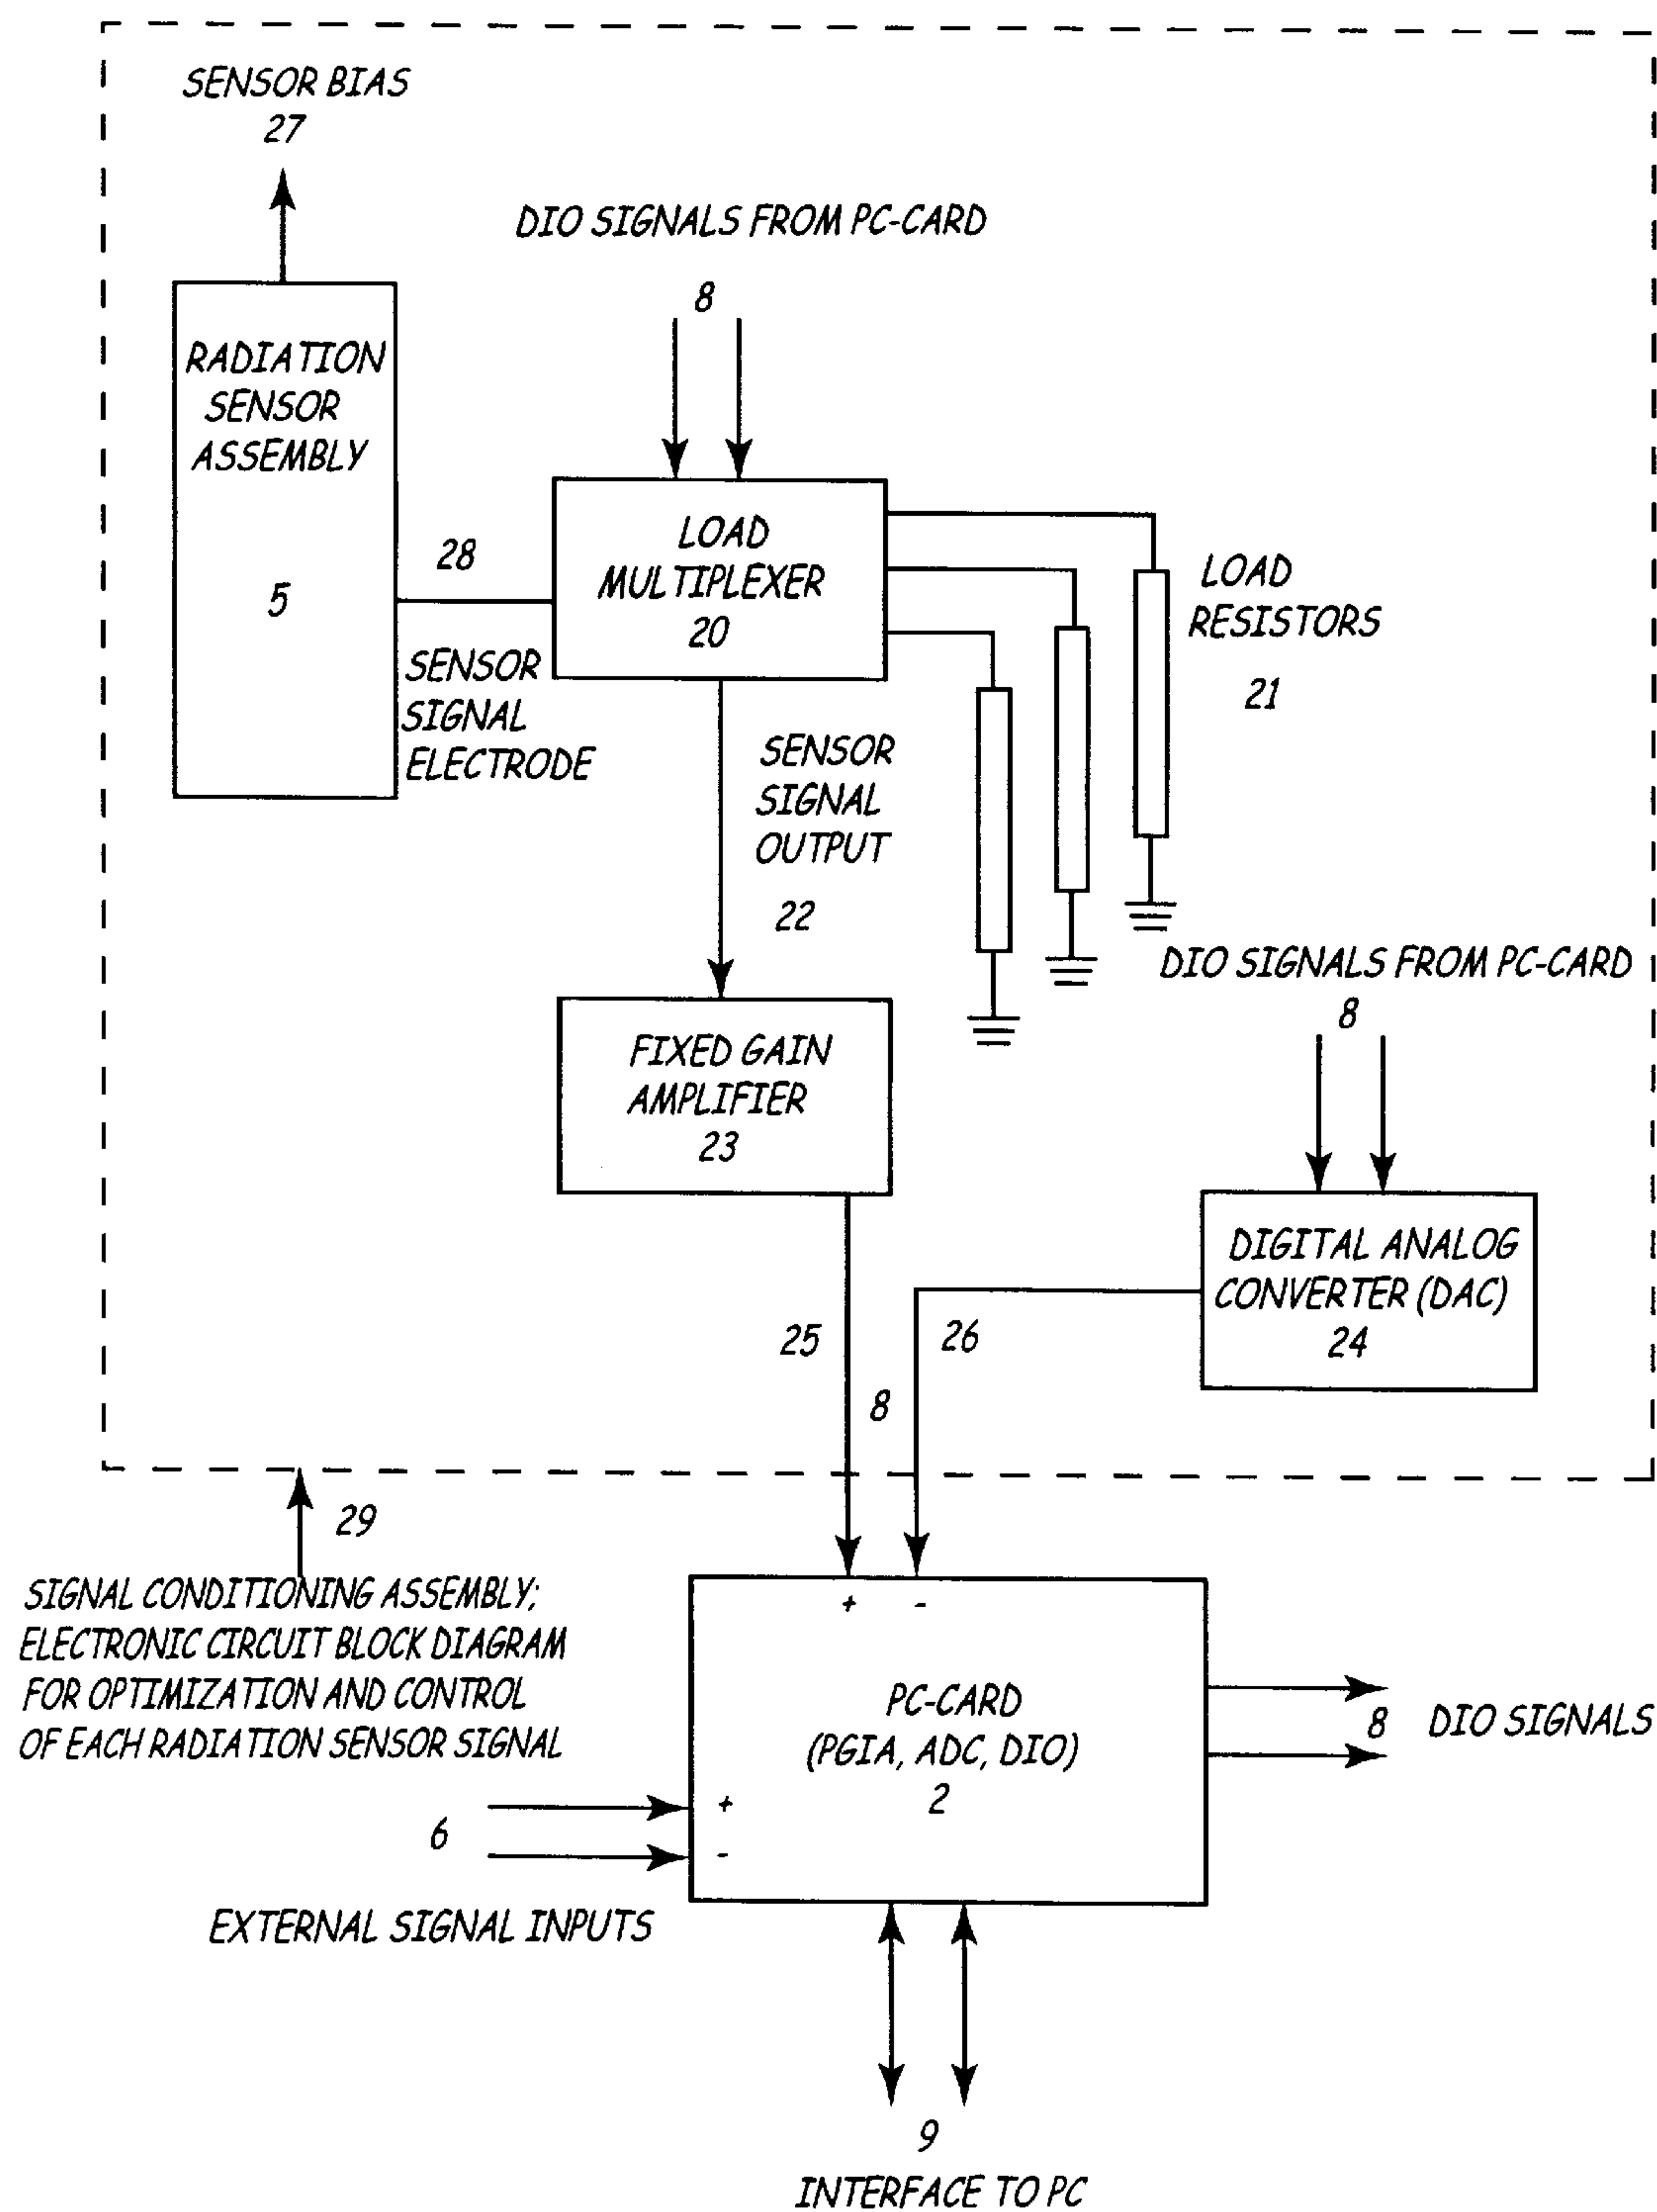 SENSOR BIAS
27
DIO SIGNALS FROM PC-CARD
8
RADIATION
SENSOR
ASSEMBLY
5
28
SENSOR
SIGNAL
ELECTRODE
LOAD
MULTIPLEXER
20
LOAD
RESISTORS
21
SENSOR
SIGNAL
OUTPUT
22
DIO SIGNALS FROM PC-CARD
8
FIXED GAIN
AMPLIFIER
23
DIGITAL ANALOG
CONVERTER (DAC)
24
25
26
8
29
SIGNAL CONDITIONING ASSEMBLY;
ELECTRONIC CIRCUIT BLOCK DIAGRAM
FOR OPTIMIZATION AND CONTROL
OF EACH RADIATION SENSOR SIGNAL
+ -
PC-CARD
(PGIA, ADC, DIO)
2
8 DIO SIGNALS
+
6
-
EXTERNAL SIGNAL INPUTS
9
INTERFACE TO PC